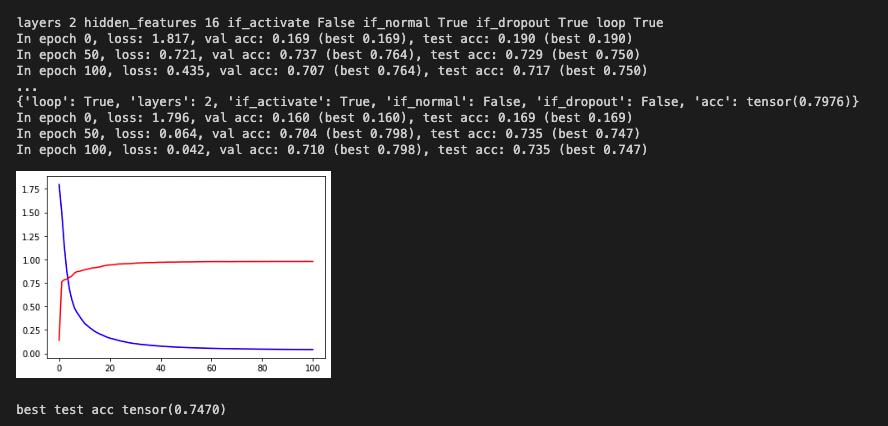 layers 2 hidden_features 16 if_activate False if_normal True if_dropout True loop True
In epoch 0, loss: 1.817, val acc: 0.169 (best 0.169), test acc: 0.190 (best 0.190)
In epoch 50, loss: 0.721, val acc: 0.737 (best 0.764), test acc: 0.729 (best 0.750)
In epoch 100, loss: 0.435, val acc: 0.707 (best 0.764), test acc: 0.717 (best 0.750)
...
{'loop': True, 'layers': 2, 'if_activate': True, 'if_normal': False, 'if_dropout': False, 'acc': tensor(0.7976)}
In epoch 0, loss: 1.796, val acc: 0.160 (best 0.160), test acc: 0.169 (best 0.169)
In epoch 50, loss: 0.064, val acc: 0.704 (best 0.798), test acc: 0.735 (best 0.747)
In epoch 100, loss: 0.042, val acc: 0.710 (best 0.798), test acc: 0.735 (best 0.747)
1.75
1.50
1.25
1.00
0.75
0.50
0.25
0.00
0 20 40 60 80 100
best test acc tensor(0.7470)